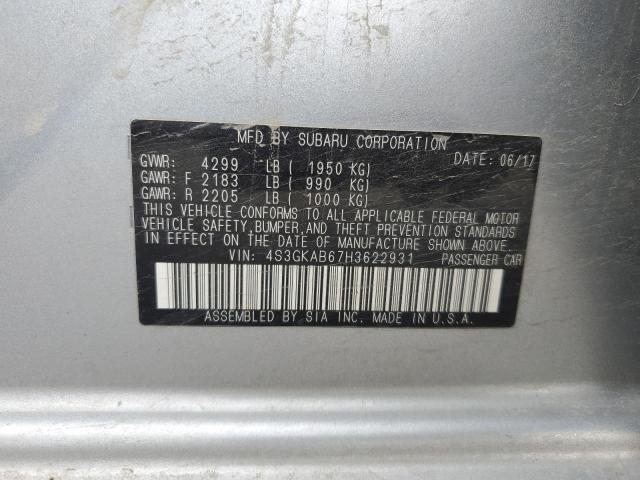 MFD BY SUBARU CORPORATION
GVWR: 4299 LB ( 1950 KG) DATE: 06/17
GAWR: F 2183 LB ( 990 KG)
GAWR: R 2205 LB ( 1000 KG)
THIS VEHICLE CONFORMS TO ALL APPLICABLE FEDERAL MOTOR
VEHICLE SAFETY, BUMPER, AND THEFT PREVENTION STANDARDS
IN EFFECT ON THE DATE OF MANUFACTURE SHOWN ABOVE.
VIN: 4S3GKAB67H3622931 PASSENGER CAR
ASSEMBLED BY SIA INC. MADE IN U.S.A.